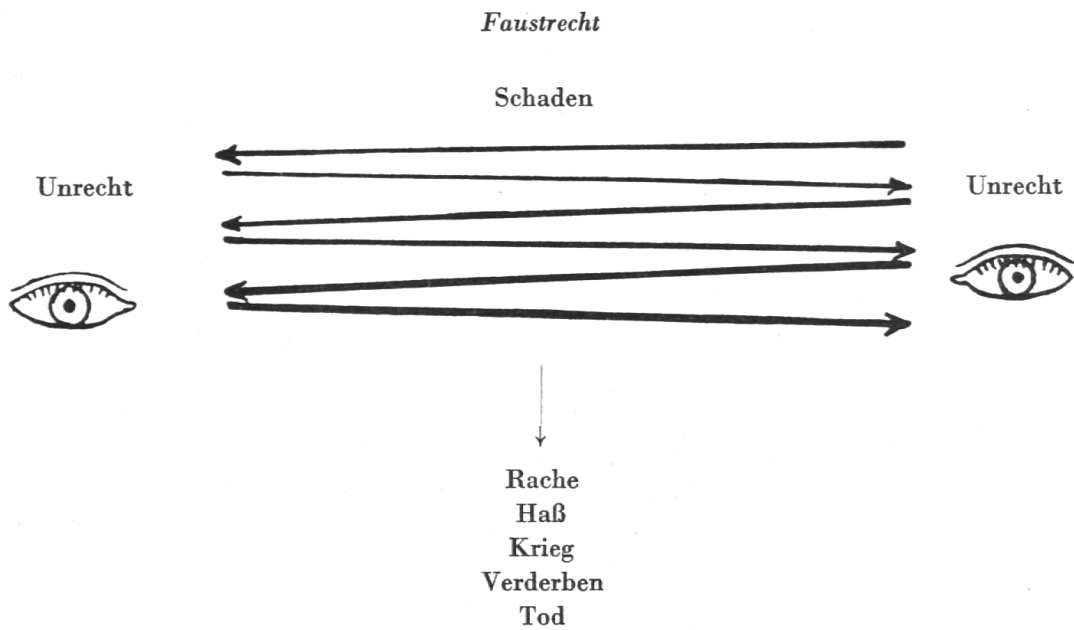 Faustrecht
Schaden
Unrecht
Unrecht
Rache
Haß
Krieg
Verderben
Tod